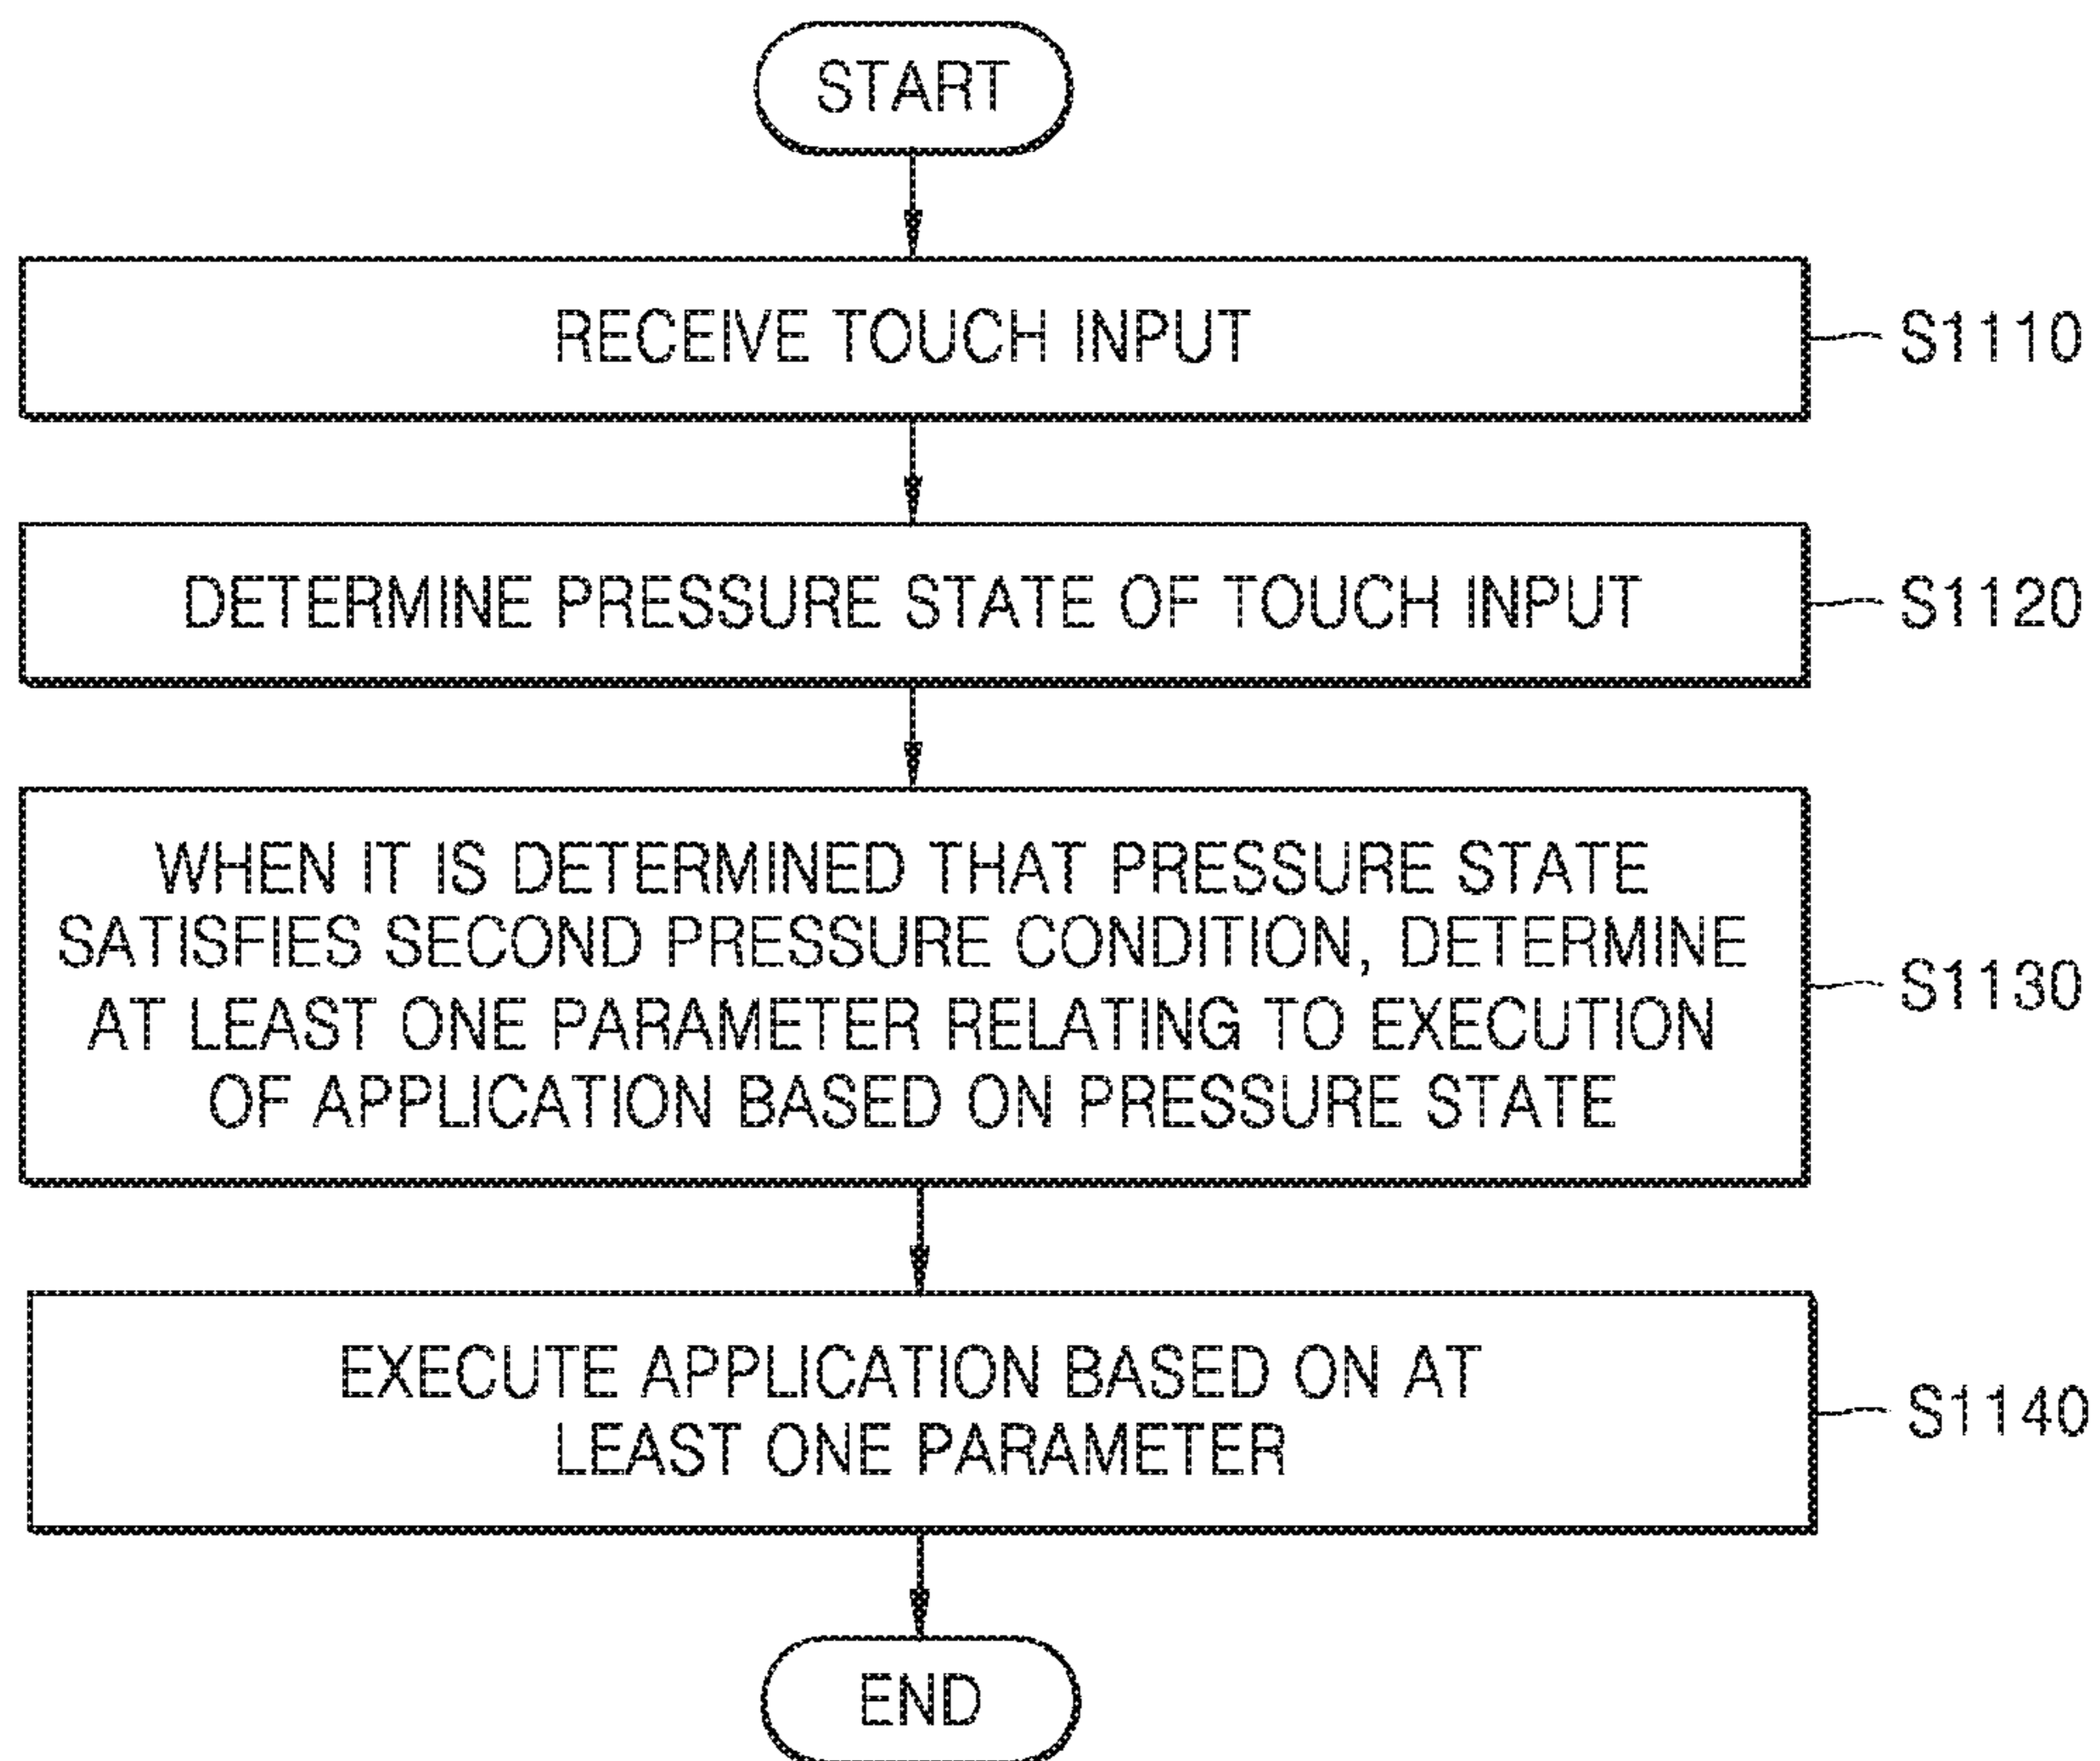 START
RECEIVE TOUCH INPUT
S1110
DETERMINE PRESSURE STATE OF TOUCH INPUT
S1120
WHEN IT IS DETERMINED THAT PRESSURE STATE
SATISFIES SECOND PRESSURE CONDITION, DETERMINE
AT LEAST ONE PARAMETER RELATING TO EXECUTION
OF APPLICATION BASED ON PRESSURE STATE
S1130
EXECUTE APPLICATION BASED ON AT
LEAST ONE PARAMETER
S1140
END